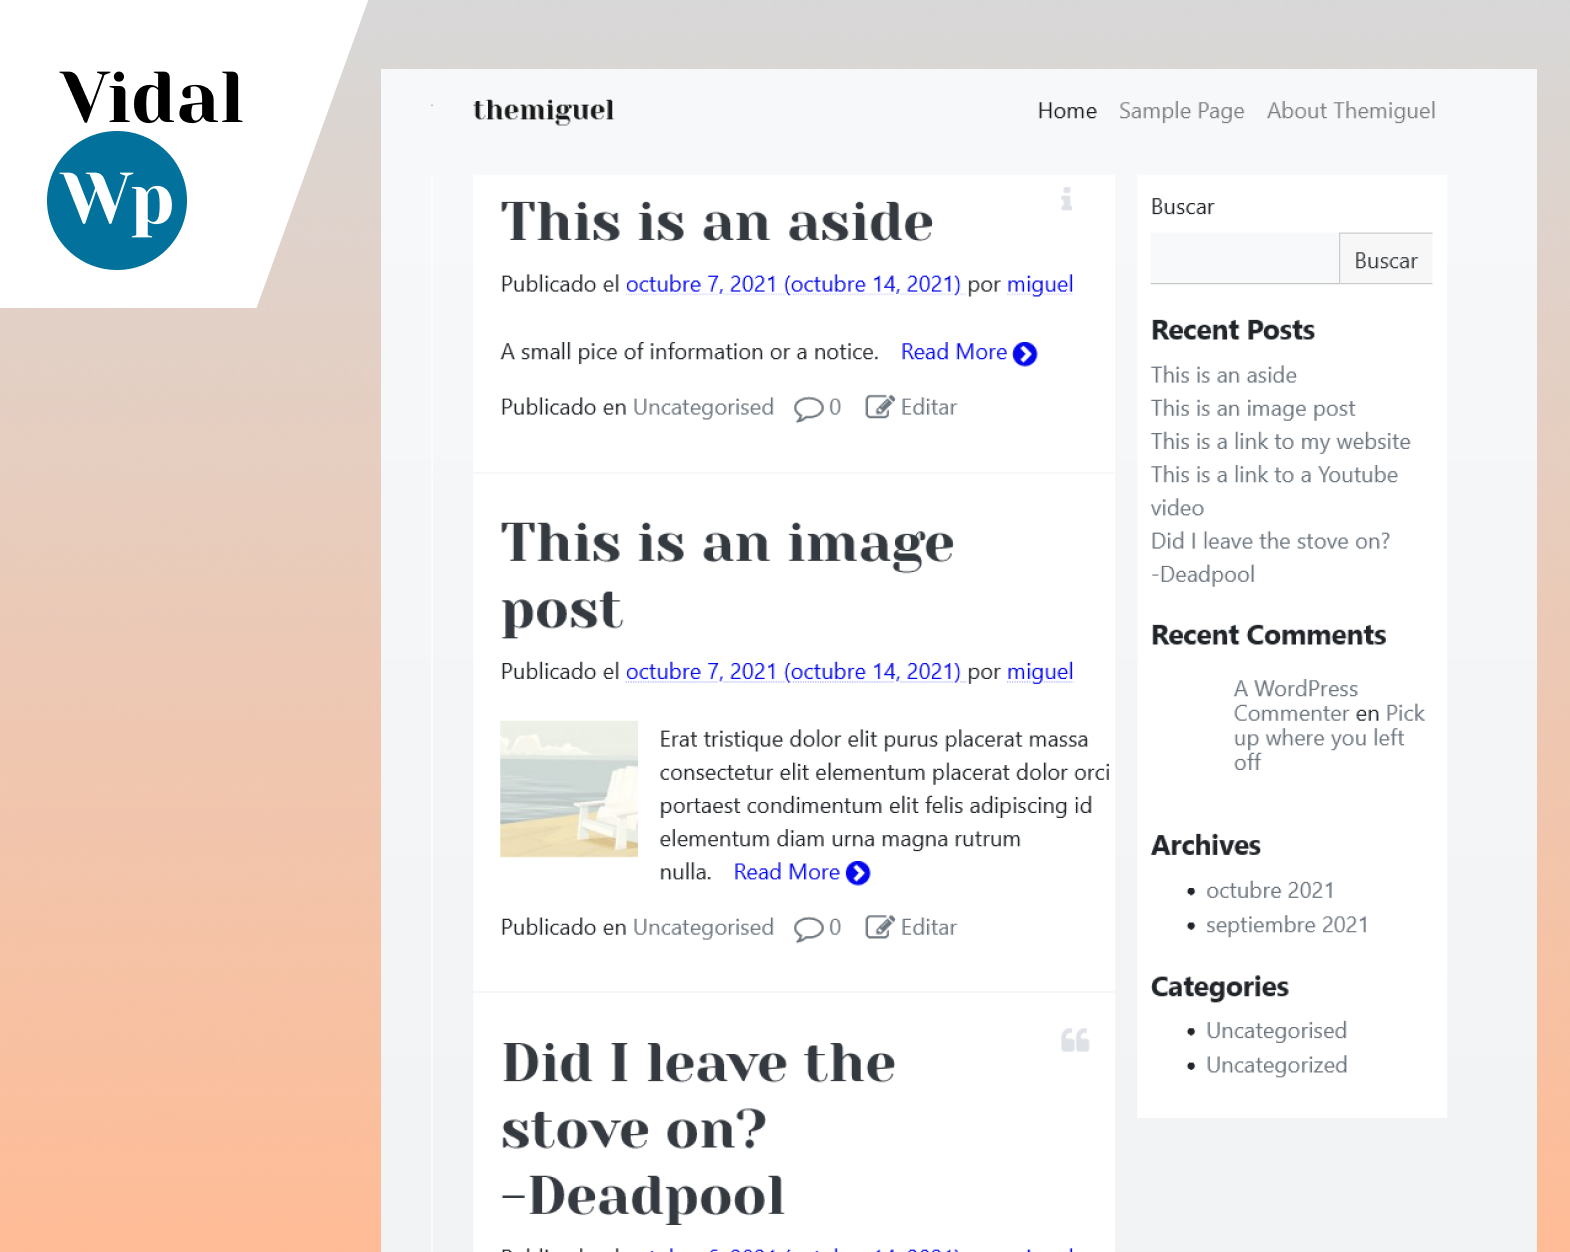 Vidal
Wp
themiguel
Home Sample Page About Themiguel
This is an aside
Publicado el octubre 7, 2021 (octubre 14, 2021) por miguel
A small pice of information or a notice. Read More
Publicado en Uncategorised 0 Editar
This is an image
post
Publicado el octubre 7, 2021 (octubre 14, 2021) por miguel
Erat tristique dolor elit purus placerat massa
consectetur elit elementum placerat dolor orci
portaest condimentum elit felis adipiscing id
elementum diam urna magna rutrum
nulla. Read More
Publicado en Uncategorised 0 Editar
Did I leave the
stove on?
-Deadpool
Buscar
Buscar
Recent Posts
This is an aside
This is an image post
This is a link to my website
This is a link to a Youtube
video
Did I leave the stove on?
-Deadpool
Recent Comments
A WordPress
Commenter en Pick
up where you left
off
Archives
octubre 2021
septiembre 2021
Categories
Uncategorised
Uncategorized